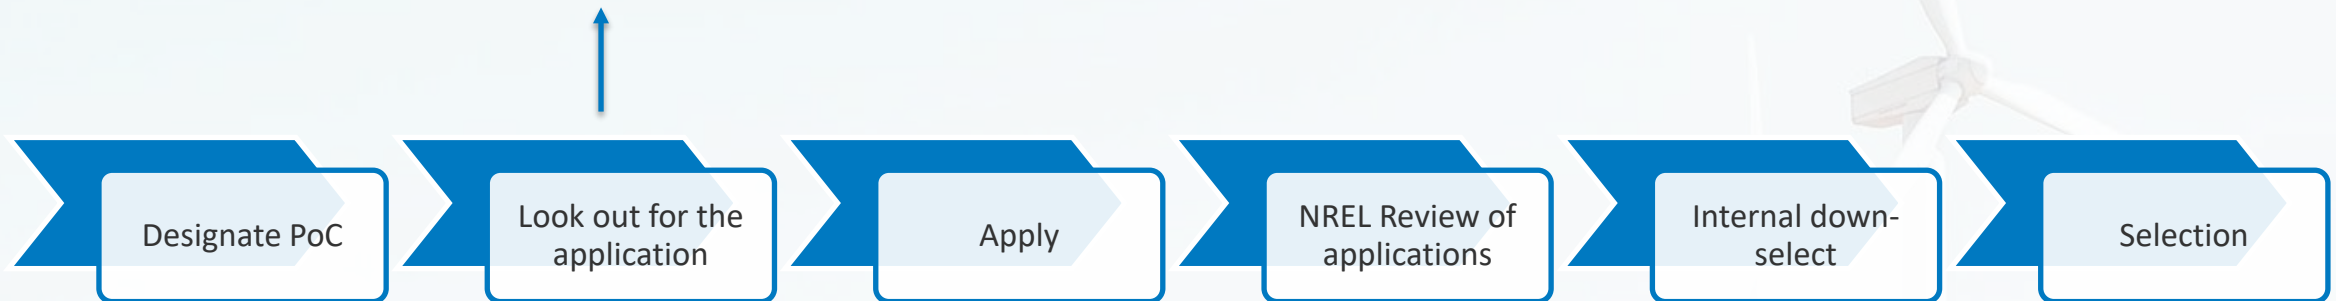 Designate PoC
Look out for the
application
Apply
NREL Review of
applications
Internal down-
select
Selection